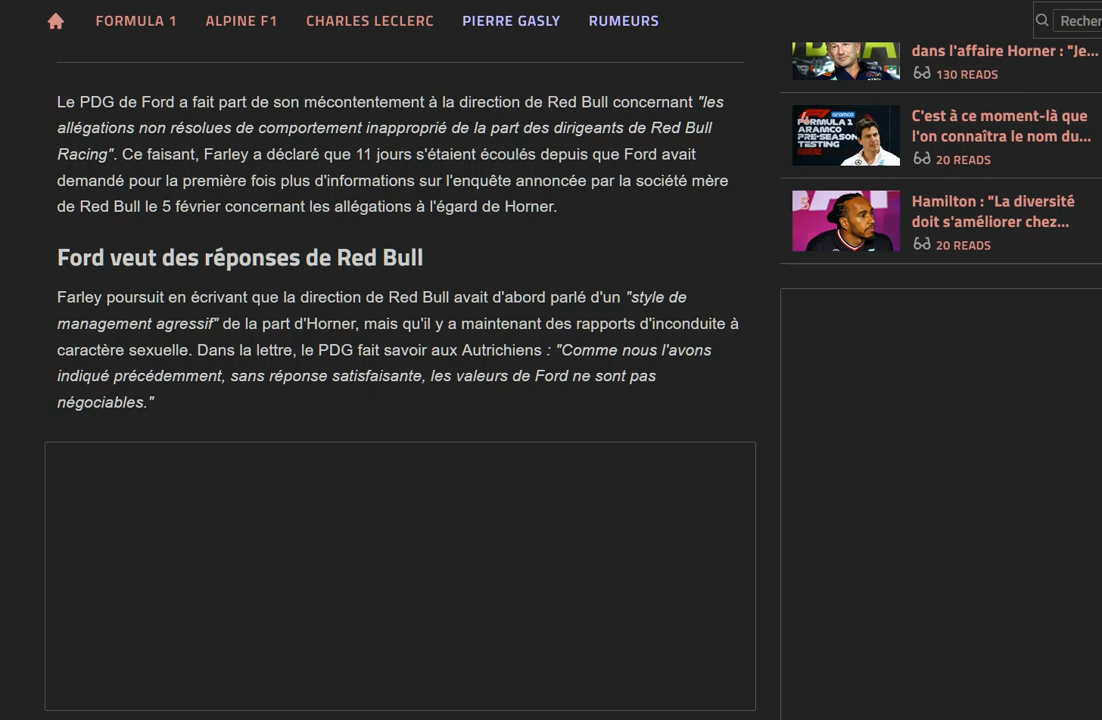 FORMULA 1 ALPINE F1 CHARLES LECLERC PIERRE GASLY RUMEURS
Recher
Le PDG de Ford a fait part de son mécontentement à la direction de Red Bull concernant "les
allégations non résolues de comportement inapproprié de la part des dirigeants de Red Bull
Racing". Ce faisant, Farley a déclaré que 11 jours s'étaient écoulés depuis que Ford avait
demandé pour la première fois plus d'informations sur l'enquête annoncée par la société mère
de Red Bull le 5 février concernant les allégations à l'égard de Horner.
Ford veut des réponses de Red Bull
Farley poursuit en écrivant que la direction de Red Bull avait d'abord parlé d'un "style de
management agressif" de la part d'Horner, mais qu'il y a maintenant des rapports d'inconduite à
caractère sexuelle. Dans la lettre, le PDG fait savoir aux Autrichiens : "Comme nous l'avons
indiqué précédemment, sans réponse satisfaisante, les valeurs de Ford ne sont pas
négociables."
dans l'affaire Horner : "Je...
130 READS
FORMULA 1
ARAMCO
PRE-SEASON
TESTING
aramco
C'est à ce moment-là que
l'on connaîtra le nom du...
20 READS
Hamilton : "La diversité
doit s'améliorer chez...
20 READS